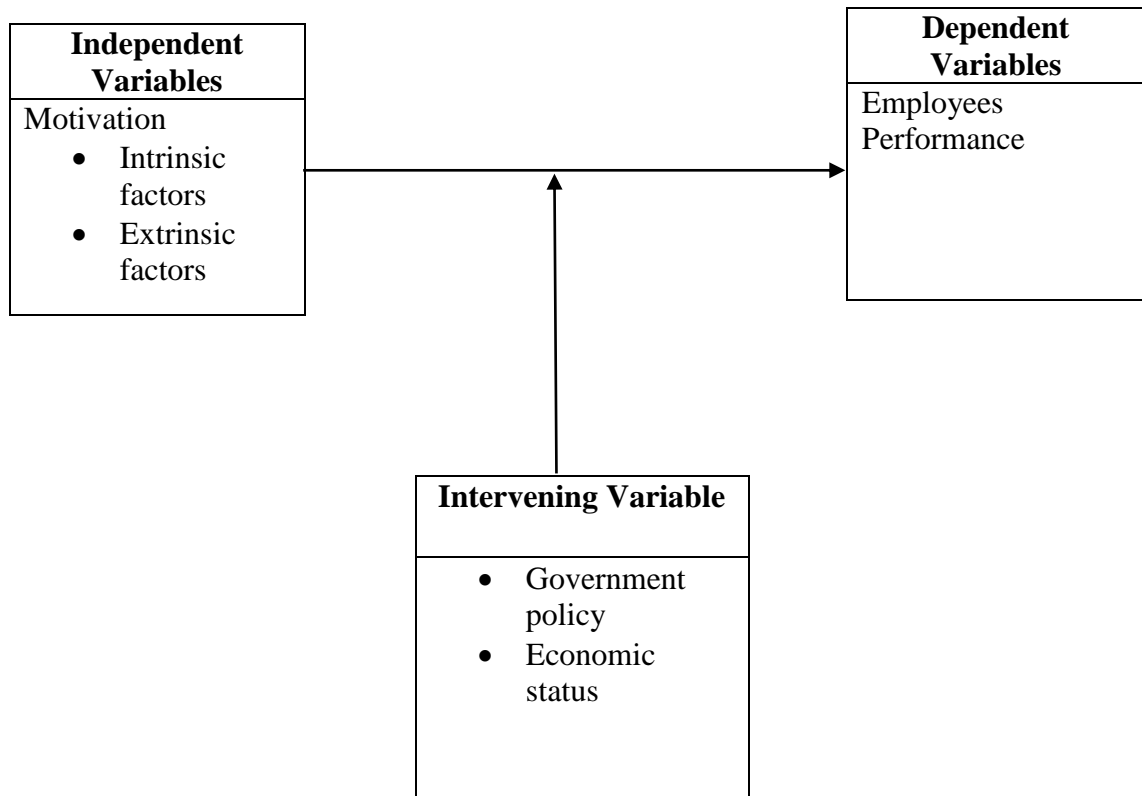 Independent
Variables
Motivation
• Intrinsic
factors
• Extrinsic
factors
Dependent
Variables
Employees
Performance
Intervening Variable
• Government
policy
• Economic
status